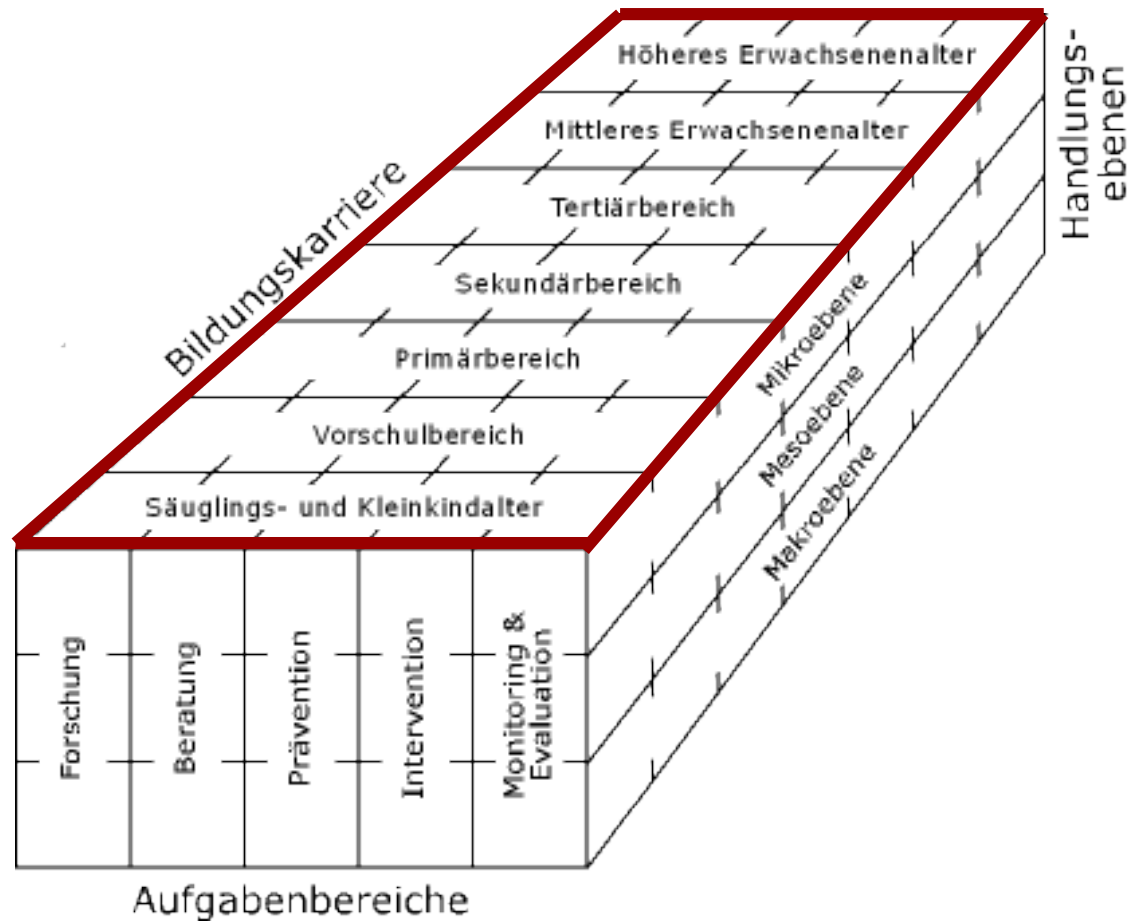 Handlungs-
ebenen
Bildungskarriere
Höheres Erwachsenenalter
Mittleres Erwachsenenalter
Tertiärbereich
Sekundärbereich
Primärbereich
Vorschulbereich
Säuglings- und Kleinkindalter
Mikroebene
Mesoebene
Makroebene
Forschung
Beratung
Prävention
Intervention
Monitoring &
Evaluation
Aufgabenbereiche